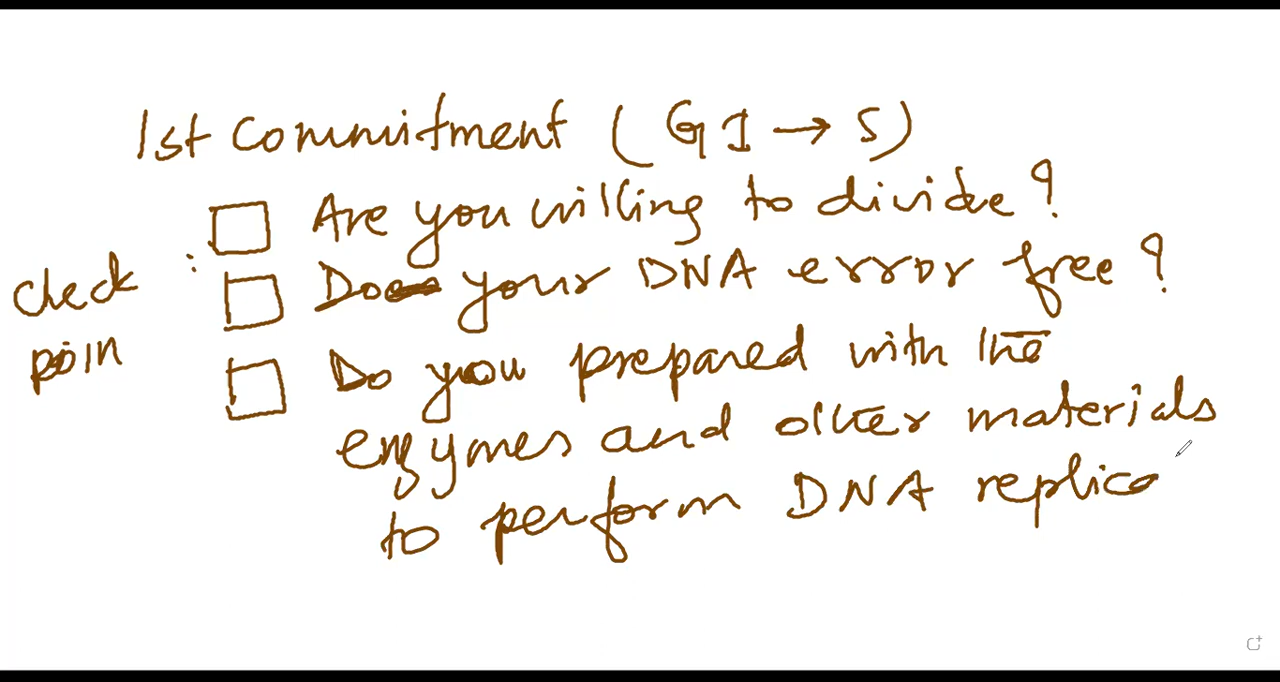 1st Commitment (G1 → S)
Are you willing to divide?
Check :
poin
Does your DNA error free?
Do you prepared with the
enzymes and other materials
to perform DNA replica